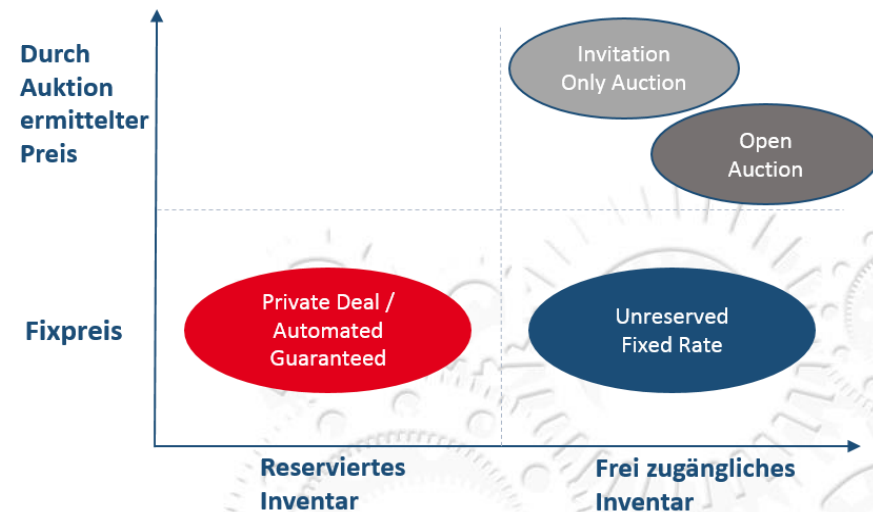 Durch
Auktion
ermittelter
Preis
Invitation
Only Auction
Open
Auction
Fixpreis
Private Deal /
Automated
Guaranteed
Unreserved
Fixed Rate
Reserviertes
Inventar
Frei zugängliches
Inventar